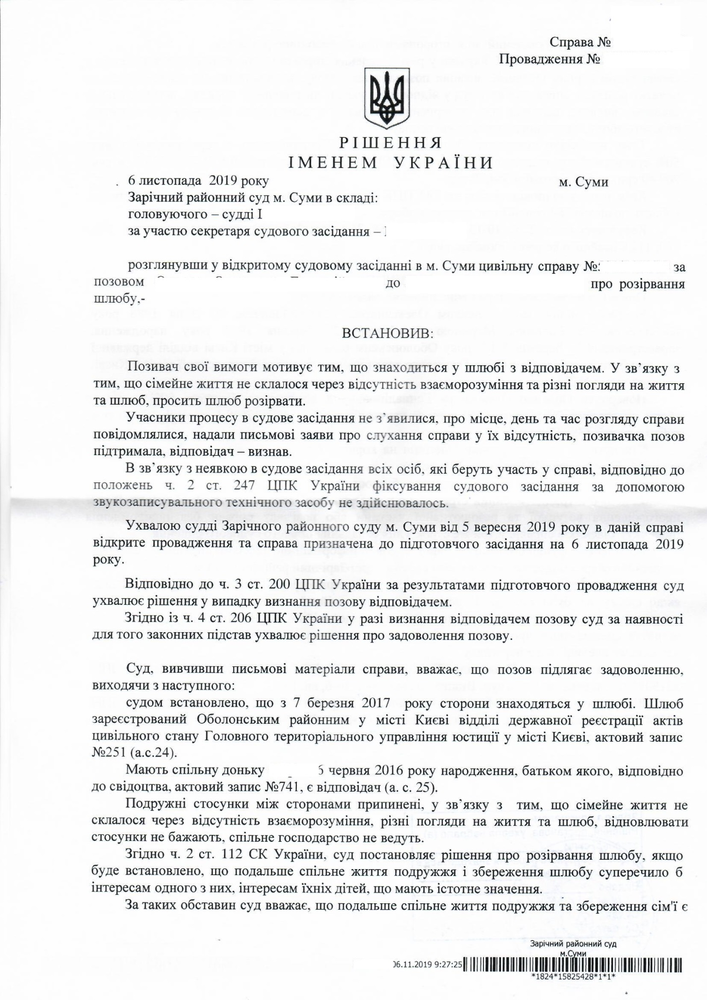 Справа №
Провадження №
РІШЕННЯ
ІМЕНЕМ УКРАЇНИ
6 листопада 2019 року м. Суми
Зарічний районний суд м. Суми в складі:
головуючого – судді І
за участю секретаря судового засідання –
розглянувши у відкритому судовому засіданні в м. Суми цивільну справу №: за
позовом до про розірвання
шлюбу,-
ВСТАНОВИВ:
Позивач свої вимоги мотивує тим, що знаходиться у шлюбі з відповідачем. У зв’язку з
тим, що сімейне життя не склалося через відсутність взаєморозуміння та різні погляди на життя
та шлюб, просить шлюб розірвати.
Учасники процесу в судове засідання не з’явилися, про місце, день та час розгляду справи
повідомлялися, надали письмові заяви про слухання справи у їх відсутність, позивачка позов
підтримала, відповідач – визнав.
В зв’язку з неявкою в судове засідання всіх осіб, які беруть участь у справі, відповідно до
положень ч. 2 ст. 247 ЦПК України фіксування судового засідання за допомогою
звукозаписувального технічного засобу не здійснювалось.
Ухвалою судді Зарічного районного суду м. Суми від 5 вересня 2019 року в даній справі
відкрите провадження та справа призначена до підготовчого засідання на 6 листопада 2019
року.
Відповідно до ч. 3 ст. 200 ЦПК України за результатами підготовчого провадження суд
ухвалює рішення у випадку визнання позову відповідачем.
Згідно із ч. 4 ст. 206 ЦПК України у разі визнання відповідачем позову суд за наявності
для того законних підстав ухвалює рішення про задоволення позову.
Суд, вивчивши письмові матеріали справи, вважає, що позов підлягає задоволенню,
виходячи з наступного:
судом встановлено, що з 7 березня 2017 року сторони знаходяться у шлюбі. Шлюб
зареєстрований Оболонським районним у місті Києві відділі державної реєстрації актів
цивільного стану Головного територіального управління юстиції у місті Києві, актовий запис
№251 (а.с.24).
Мають спільну доньку 5 червня 2016 року народження, батьком якого, відповідно
до свідоцтва, актовий запис №741, є відповідач (а. с. 25).
Подружні стосунки між сторонами припинені, у зв’язку з тим, що сімейне життя не
склалося через відсутність взаєморозуміння, різні погляди на життя та шлюб, відновлювати
стосунки не бажають, спільне господарство не ведуть.
Згідно ч. 2 ст. 112 СК України, суд постановляє рішення про розірвання шлюбу, якщо
буде встановлено, що подальше спільне життя подружжя і збереження шлюбу суперечило б
інтересам одного з них, інтересам їхніх дітей, що мають істотне значення.
За таких обставин суд вважає, що подальше спільне життя подружжя та збереження сім'ї є
Зарічний районний суд
м.Суми
06.11.2019 9:27:25
*1824*15825428*1*1*